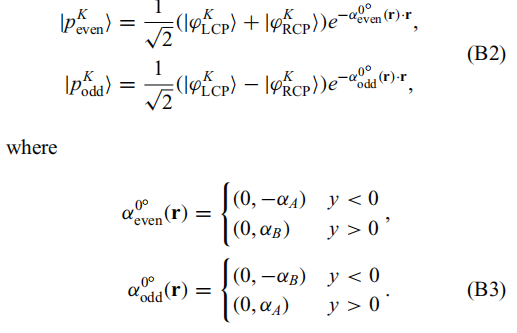 |p^K_even⟩ = 1/√2 (|φ^K_LCP⟩ + |φ^K_RCP⟩)e^{−α^{0°}_even(r)·r},
(B2)
|p^K_odd⟩ = 1/√2 (|φ^K_LCP⟩ − |φ^K_RCP⟩)e^{−α^{0°}_odd(r)·r},
where
α^{0°}_even(r) = { (0, −α_A) y < 0
(0, α_B) y > 0 ,
α^{0°}_odd(r) = { (0, −α_B) y < 0
(0, α_A) y > 0 . (B3)